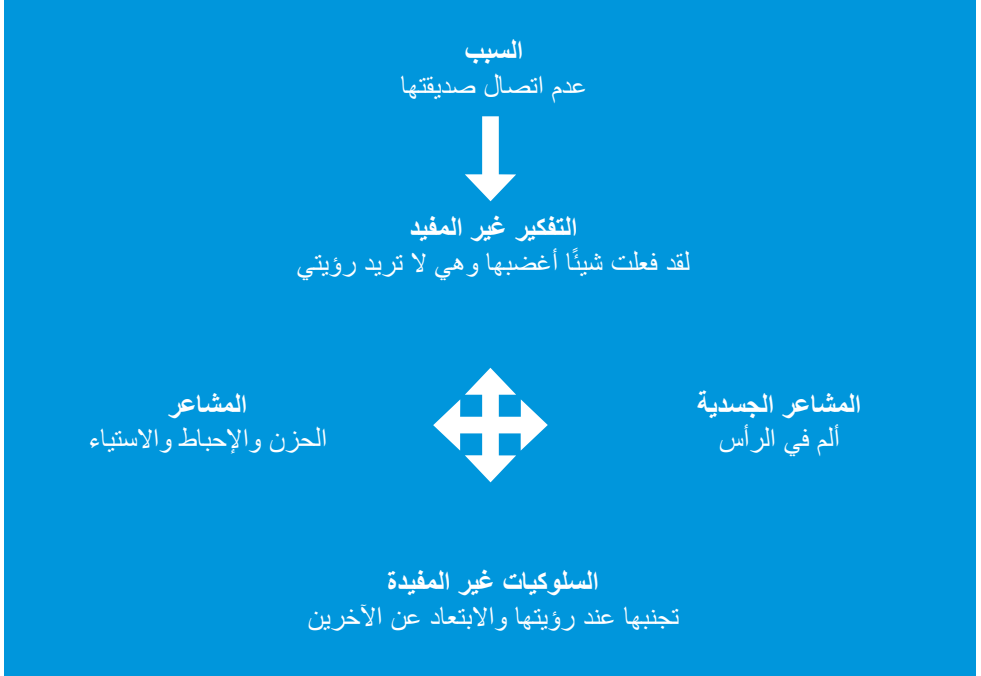 السبب
عدم اتصال صديقتها
التفكير غير المفيد
لقد فعلت شيئًا أغضبها وهي لا تريد رؤيتي
المشاعر الجسدية
ألم في الرأس
المشاعر
الحزن والإحباط والاستياء
السلوكيات غير المفيدة
تجنبها عند رؤيتها والابتعاد عن الآخرين